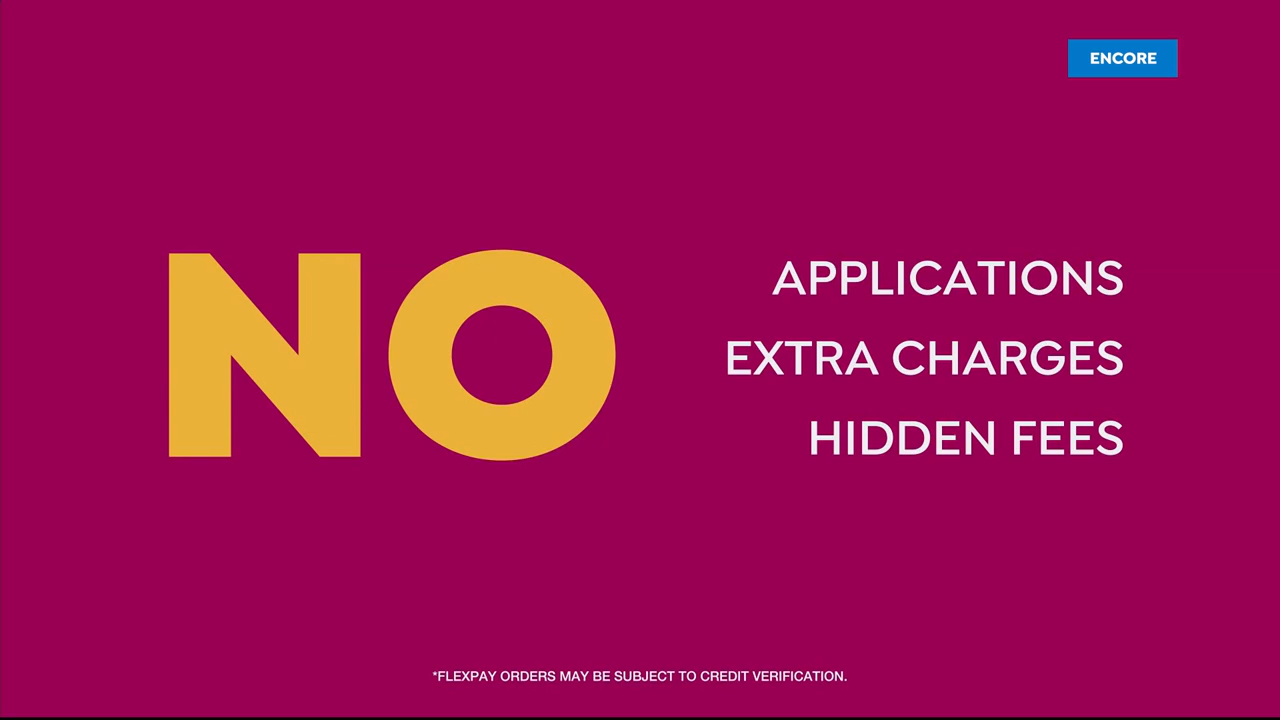 ENCORE
NO
APPLICATIONS
EXTRA CHARGES
HIDDEN FEES
*FLEXPAY ORDERS MAY BE SUBJECT TO CREDIT VERIFICATION.